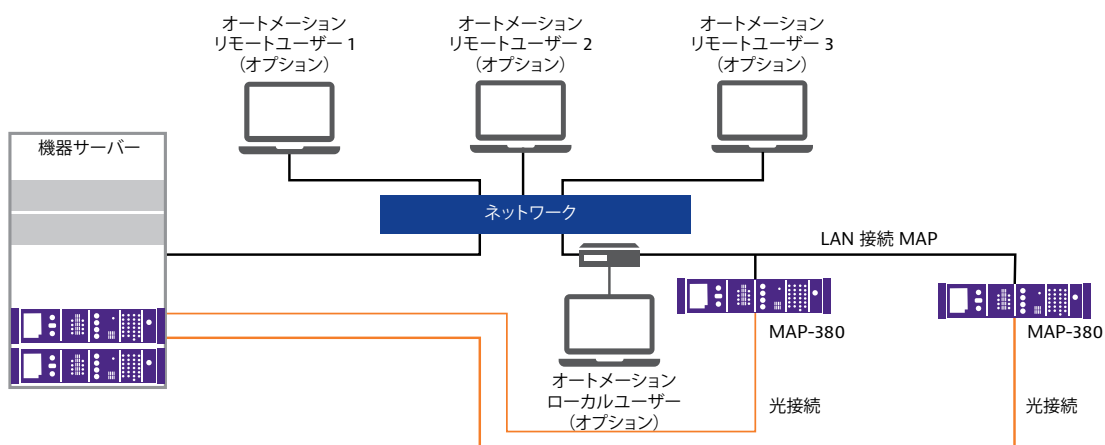 オートメーション
リモートユーザー 1
（オプション）
オートメーション
リモートユーザー 2
（オプション）
オートメーション
リモートユーザー 3
（オプション）
機器サーバー
ネットワーク
LAN 接続 MAP
MAP-380
MAP-380
オートメーション
ローカルユーザー
（オプション）
光接続
光接続